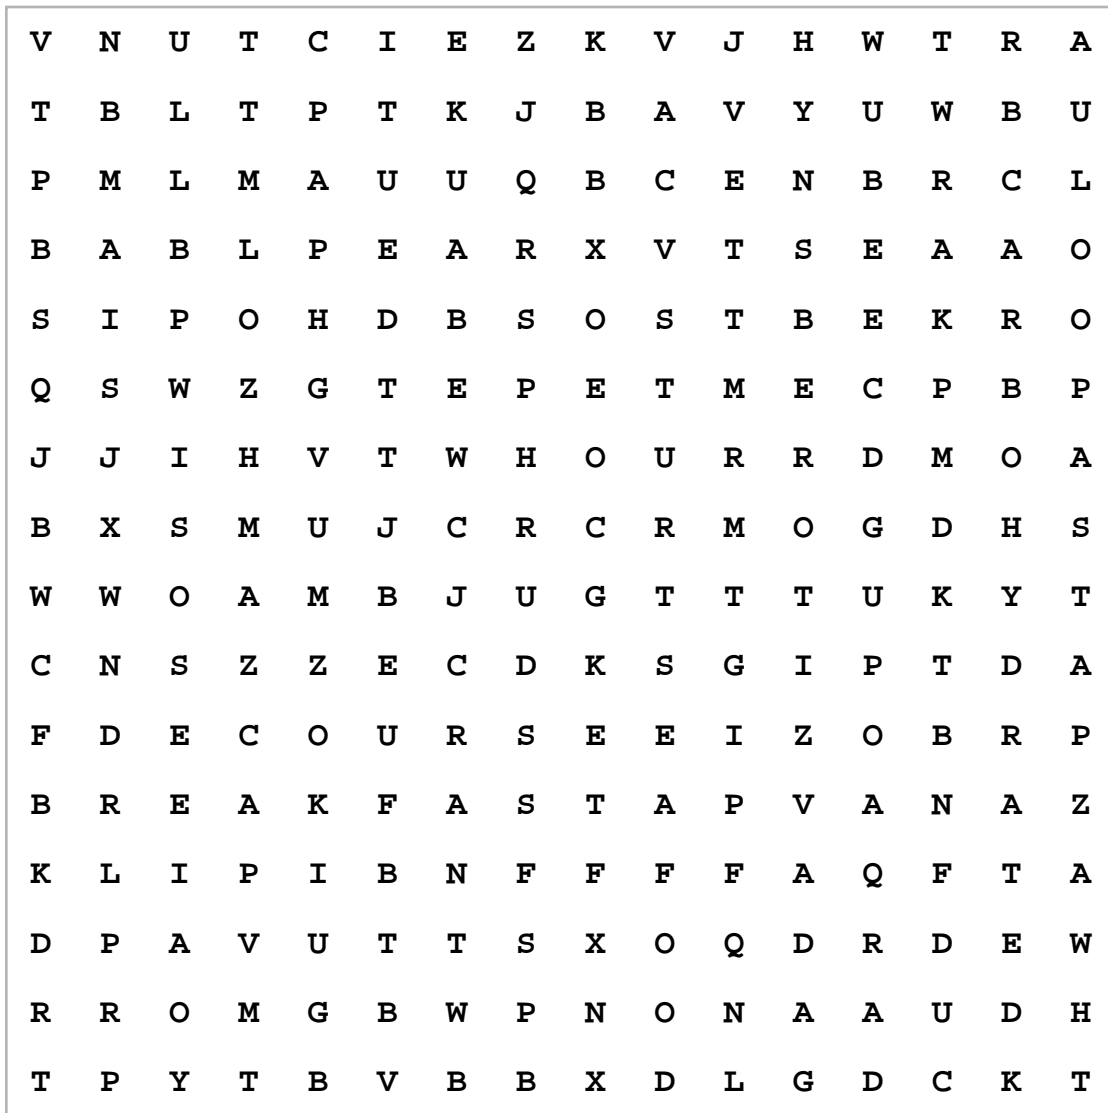 V N U T C I E Z K V J H W T R A
T B L T P T K J B A V Y U W B U
P M L M A U U Q B C E N B R C L
B A B L P E A R X V T S E A A O
S I P O H D B S O S T B E K R O
Q S W Z G T E P E T M E C P B P
J J I H V T W H O U R R D M O A
B X S M U J C R C R M O G D H S
W W O A M B J U G T T T U K Y T
C N S Z Z E C D K S G I P T D A
F D E C O U R S E E I Z O B R P
B R E A K F A S T A P V A N A Z
K L I P I B N F F F F A Q F T A
D P A V U T T S X O Q D R D E W
R R O M G B W P N O N A A U D H
T P Y T B V B B X D L G D C K T